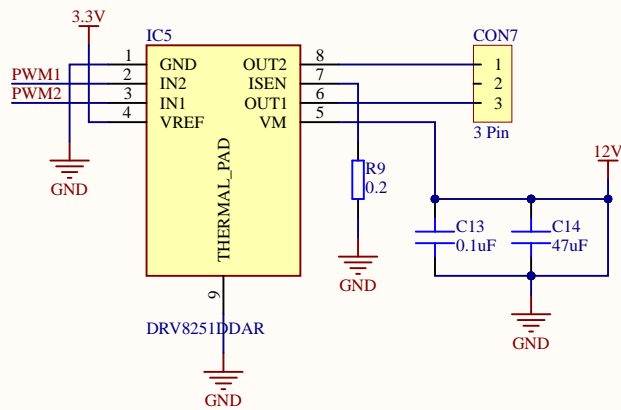 3.3V
IC5
CON7
1 GND OUT2 8 1
PWM1 2 IN2 ISEN 7 2
PWM2 3 IN1 OUT1 6 3
4 VREF VM 5
3 Pin
12V
THERMAL_PAD
GND
R9
0.2
C13
0.1uF
C14
47uF
GND
9
DRV8251DDAR
GND
GND